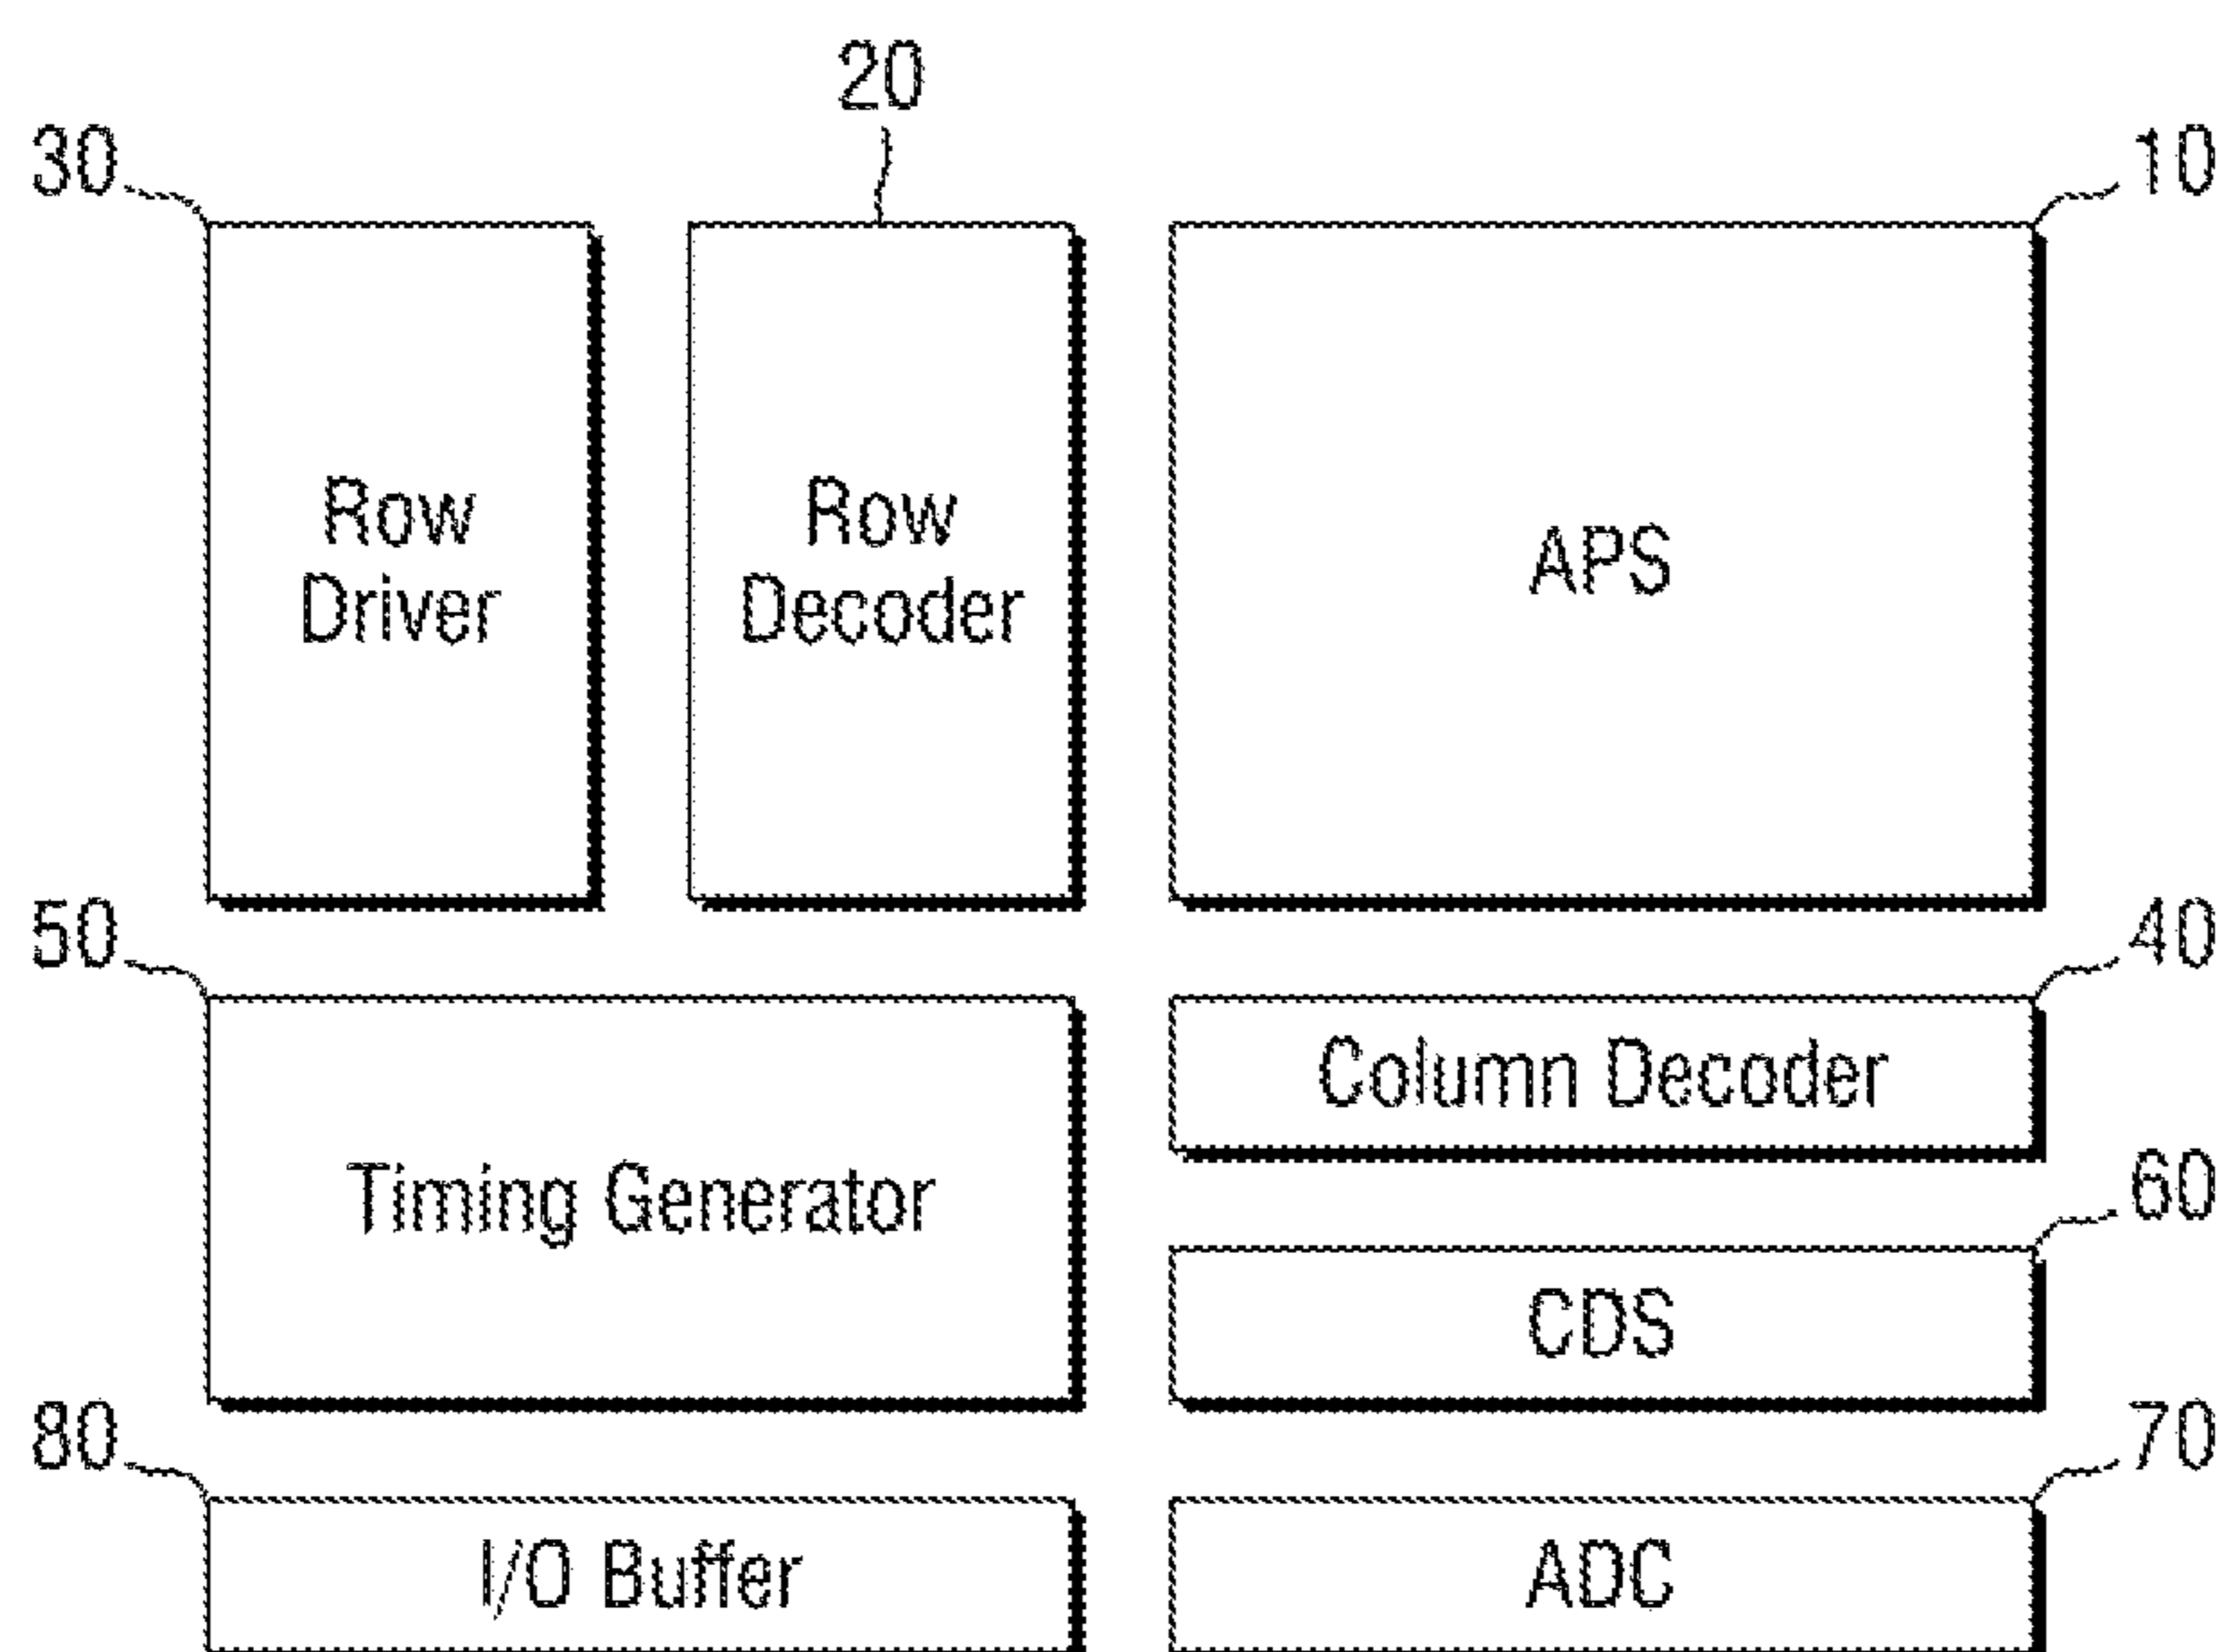 20
30
10
Row
Driver
Row
Decoder
APS
50
40
Column Decoder
Timing Generator
60
CDS
80
70
I/O Buffer
ADC